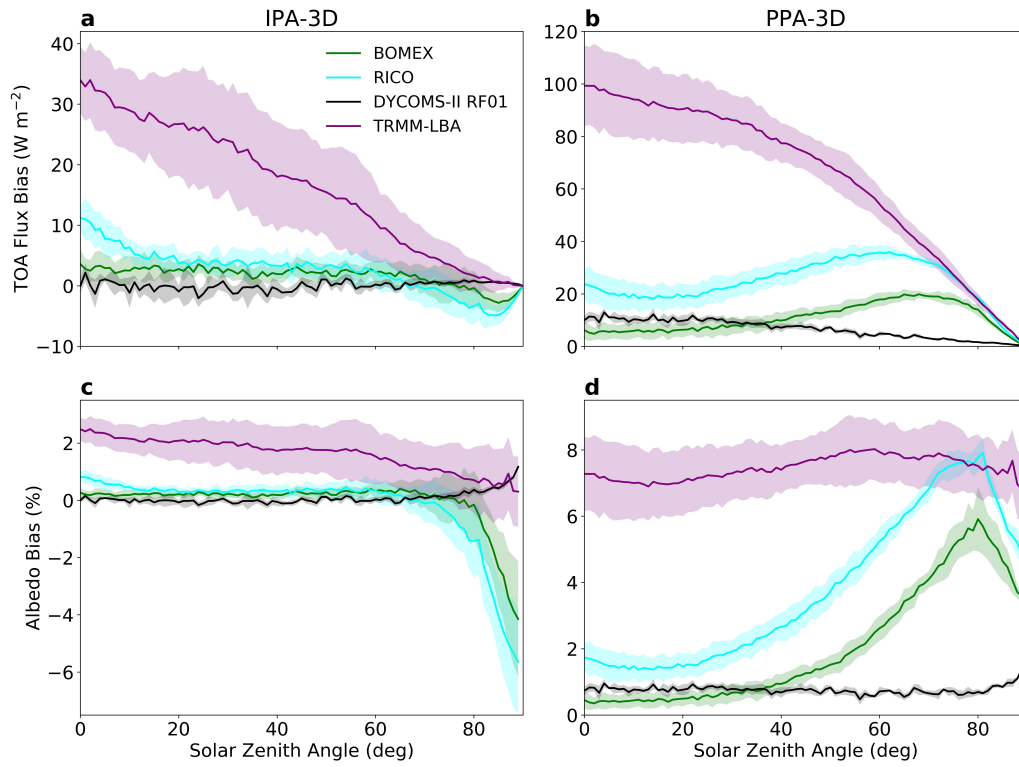 a IPA-3D
b PPA-3D
TOA Flux Bias (W m⁻²)
40
30
20
10
0
−10
BOMEX
RICO
DYCOMS-II RF01
TRMM-LBA
120
100
80
60
40
20
0
c
d
Albedo Bias (%)
2
0
−2
−4
−6
8
6
4
2
0
0 20 40 60 80
0 20 40 60 80
Solar Zenith Angle (deg)
Solar Zenith Angle (deg)